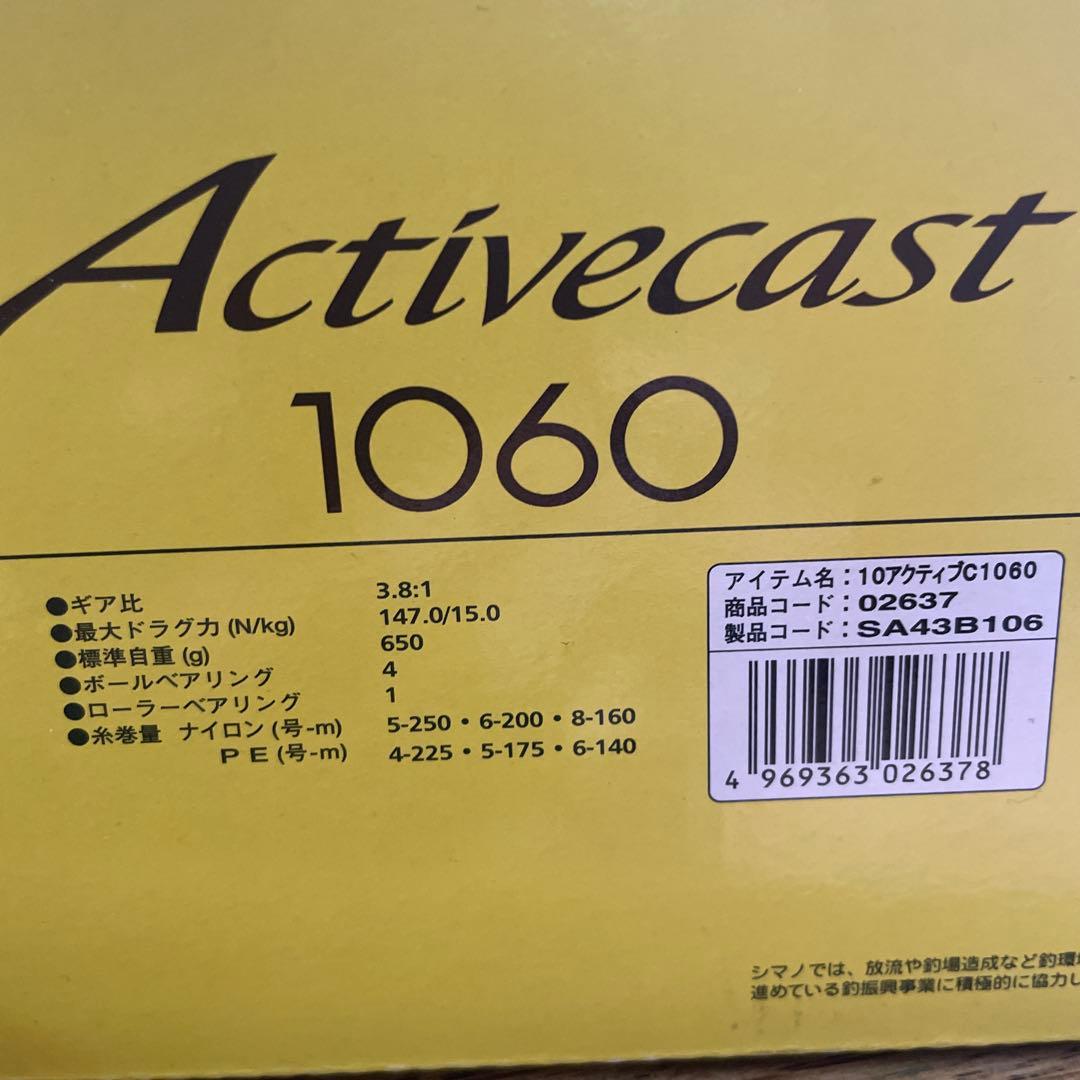 Activecast
1060
●ギア比 3.8:1
●最大ドラグ力(N/kg) 147.0/15.0
●標準自重(g) 650
●ボールベアリング 4
●ローラーベアリング 1
●糸巻量 ナイロン(号-m) 5-250・6-200・8-160
PE(号-m) 4-225・5-175・6-140
アイテム名:10アクティブC1060
商品コード:02637
製品コード:SA43B106
4 969363 026378
シマノでは、放流や釣場造成など釣環
進めている釣振興事業に積極的に協力し